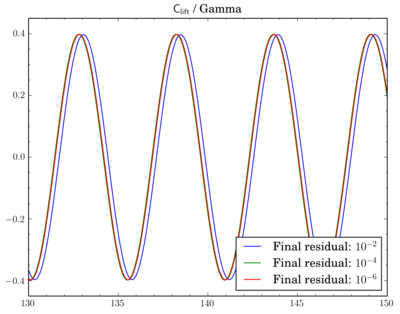 C_lift / Gamma
0.4
0.2
0.0
−0.2
−0.4
Final residual: 10^−2
Final residual: 10^−4
Final residual: 10^−6
130 135 140 145 150